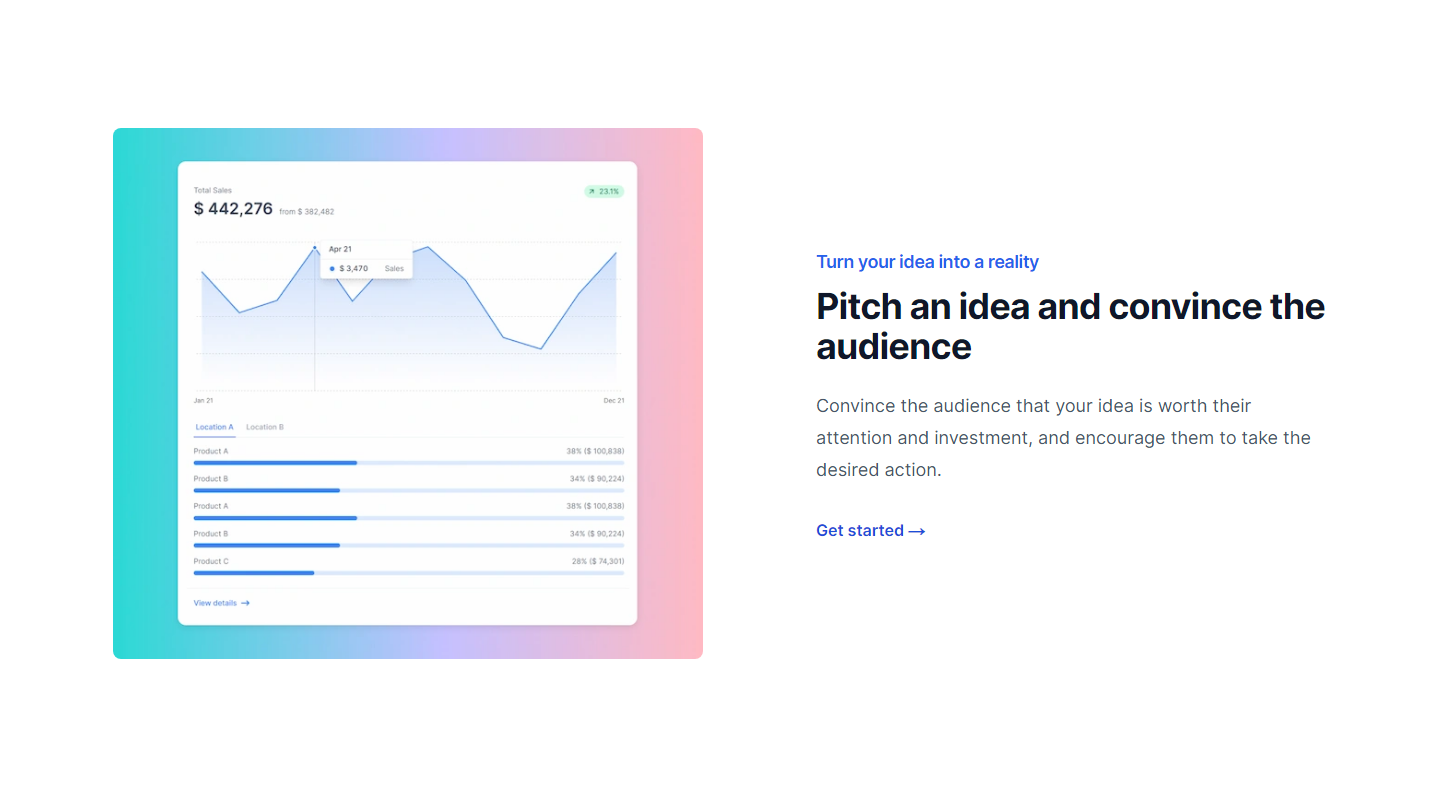 Total Sales
23.1%
$ 442,276 from $ 382,482
Apr 21
$ 3,470 Sales
Jan 21 Dec 21
Location A Location B
Product A 38% ($ 100,838)
Product B 34% ($ 90,224)
Product A 38% ($ 100,838)
Product B 34% ($ 90,224)
Product C 28% ($ 74,301)
View details →
Turn your idea into a reality
Pitch an idea and convince the
audience
Convince the audience that your idea is worth their
attention and investment, and encourage them to take the
desired action.
Get started →